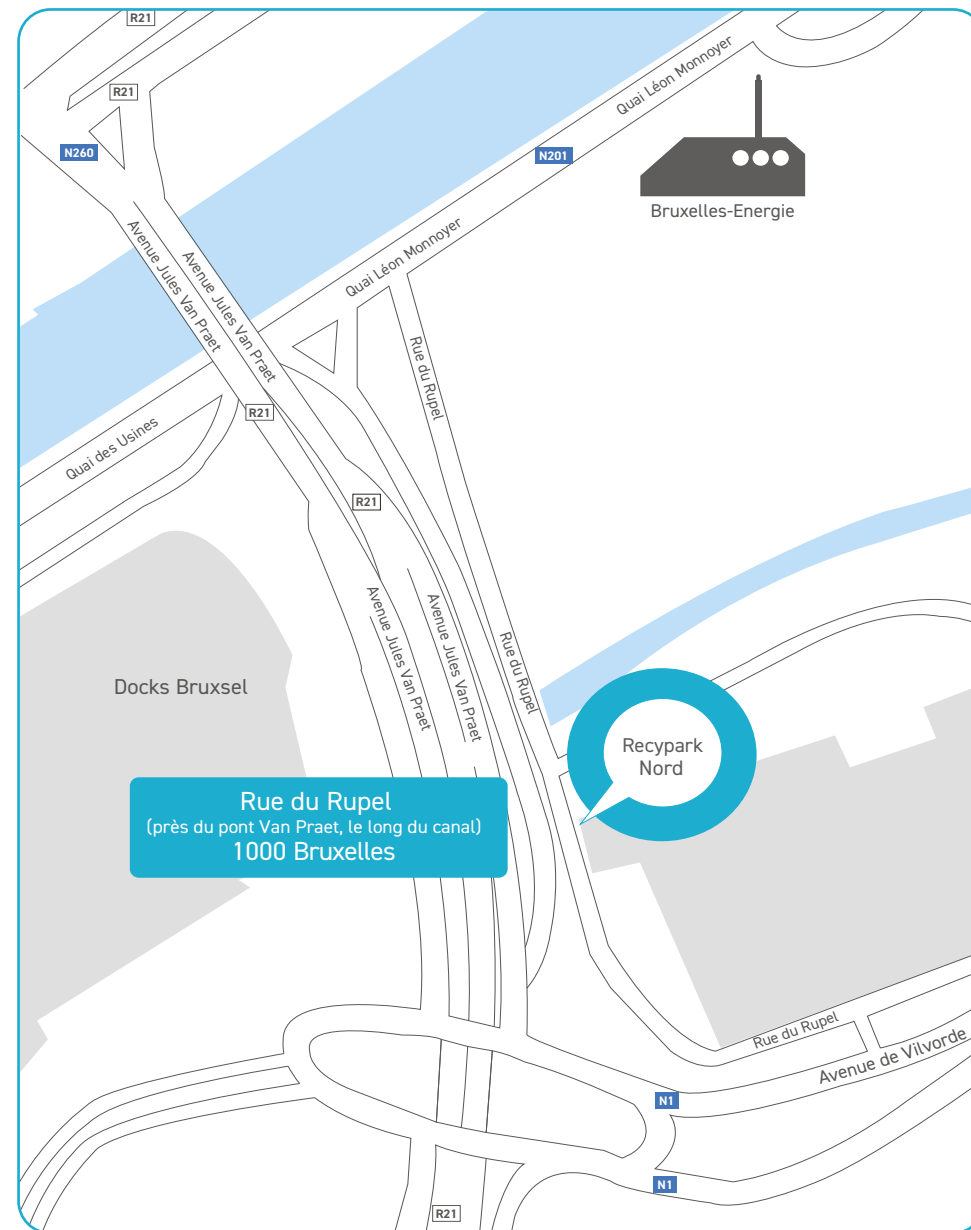 R21
R21
N260
Quai Léon Monnoyer
N201
Bruxelles-Energie
Avenue Jules Van Praet
Avenue Jules Van Praet
Quai Léon Monnoyer
Rue du Rupel
R21
Quai des Usines
R21
Avenue Jules Van Praet
Avenue Jules Van Praet
Rue du Rupel
Docks Bruxsel
Recypark
Nord
Rue du Rupel
(près du pont Van Praet, le long du canal)
1000 Bruxelles
Rue du Rupel
Avenue de Vilvorde
N1
N1
R21